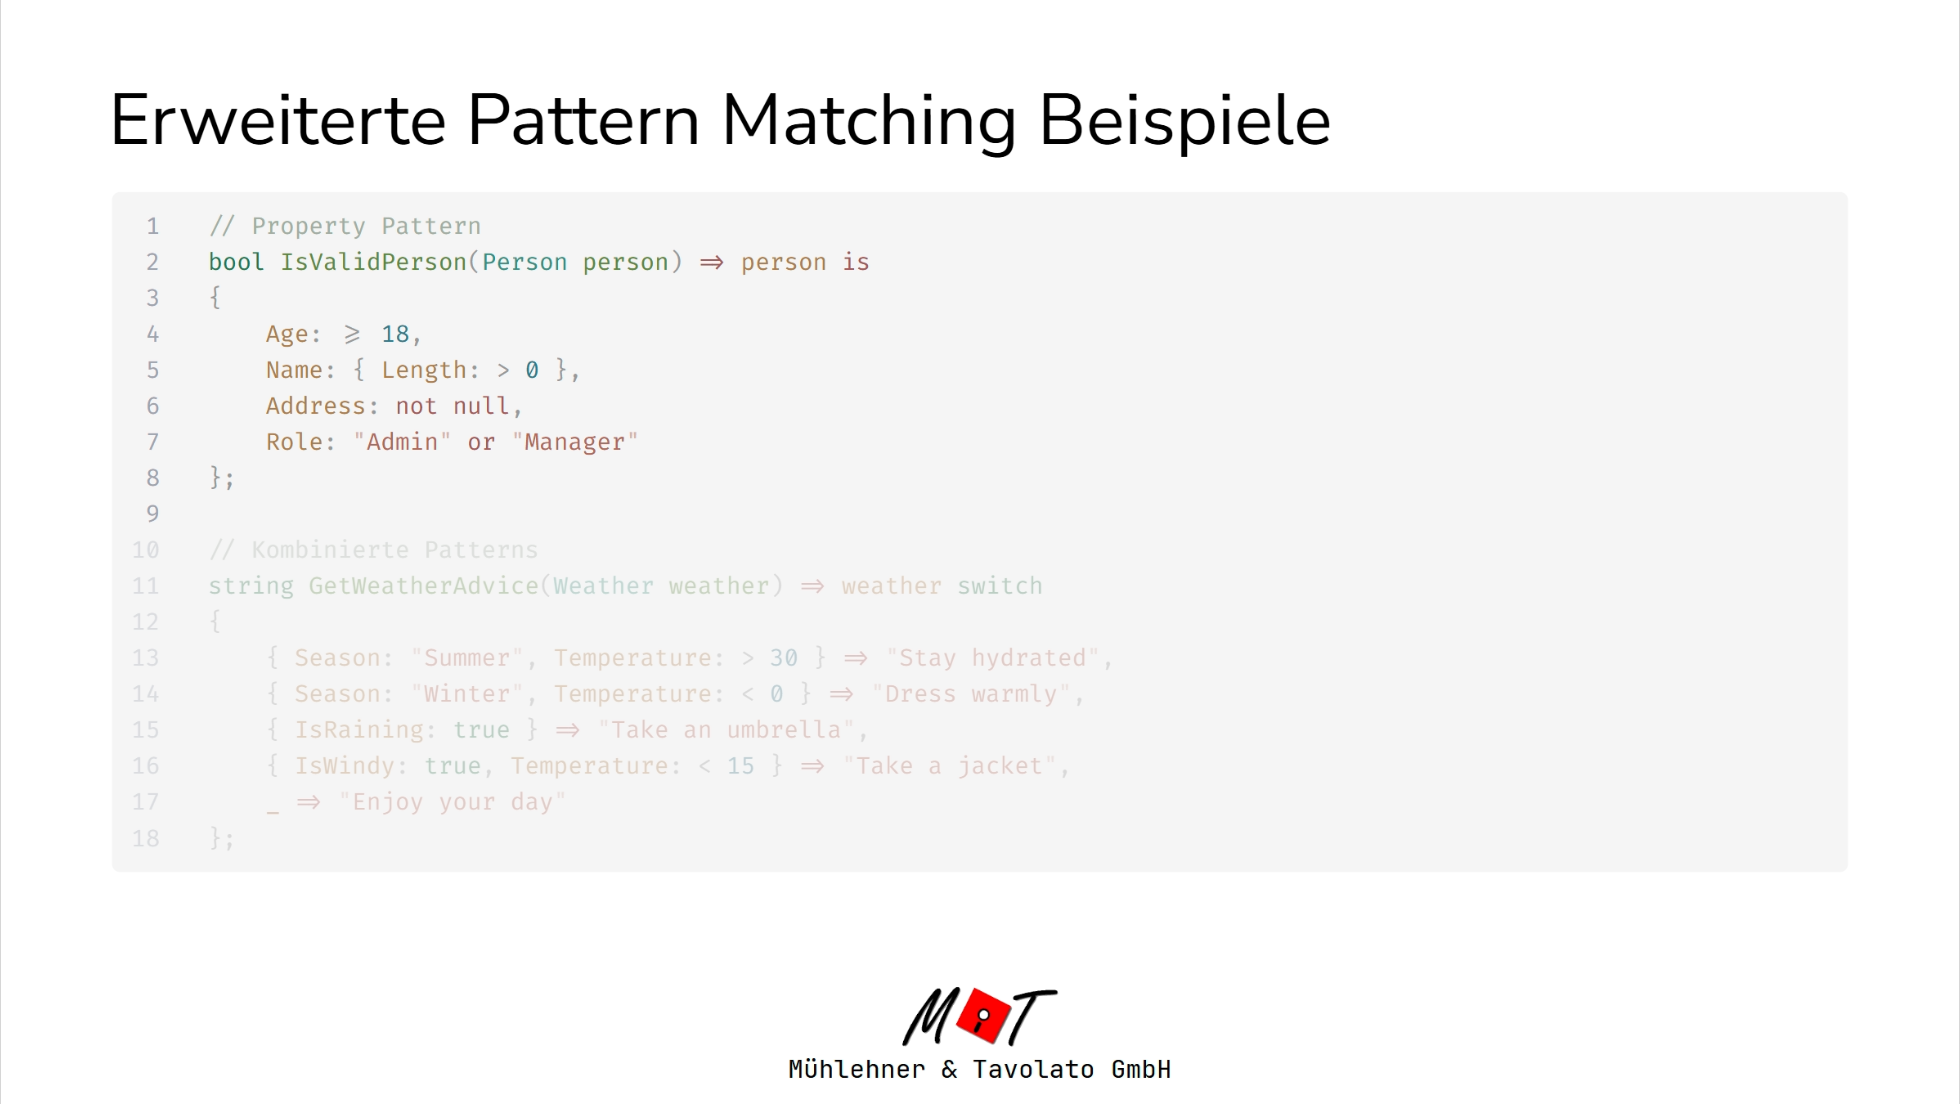 Erweiterte Pattern Matching Beispiele
1 // Property Pattern
2 bool IsValidPerson(Person person) => person is
3 {
4     Age: >= 18,
5     Name: { Length: > 0 },
6     Address: not null,
7     Role: "Admin" or "Manager"
8 };
9
10 // Kombinierte Patterns
11 string GetWeatherAdvice(Weather weather) => weather switch
12 {
13     { Season: "Summer", Temperature: > 30 } => "Stay hydrated",
14     { Season: "Winter", Temperature: < 0 } => "Dress warmly",
15     { IsRaining: true } => "Take an umbrella",
16     { IsWindy: true, Temperature: < 15 } => "Take a jacket",
17     _ => "Enjoy your day"
18 };
M T
Mühlehner & Tavolato GmbH